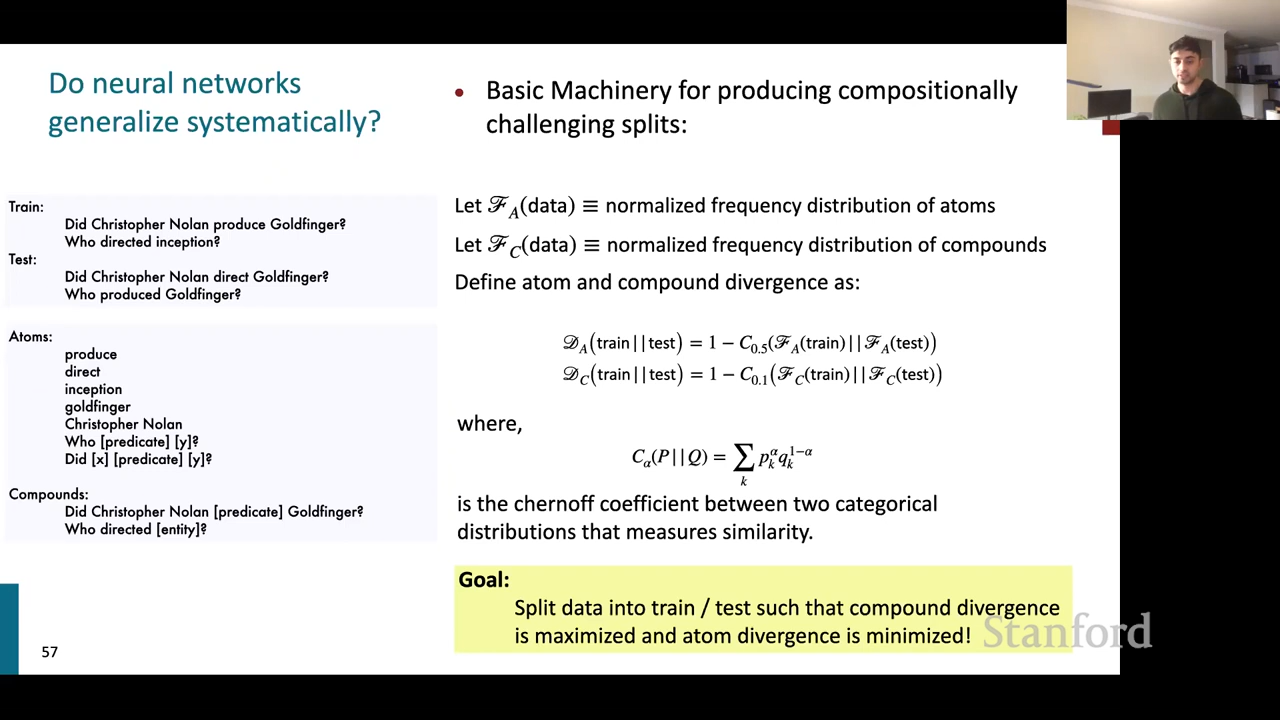 Do neural networks
generalize systematically?
Train:
Did Christopher Nolan produce Goldfinger?
Who directed inception?
Test:
Did Christopher Nolan direct Goldfinger?
Who produced Goldfinger?
Atoms:
produce
direct
inception
goldfinger
Christopher Nolan
Who [predicate] [y]?
Did [x] [predicate] [y]?
Compounds:
Did Christopher Nolan [predicate] Goldfinger?
Who directed [entity]?
57
• Basic Machinery for producing compositionally
challenging splits:
Let ℱ_A(data) ≡ normalized frequency distribution of atoms
Let ℱ_C(data) ≡ normalized frequency distribution of compounds
Define atom and compound divergence as:
𝒟_A(train||test) = 1 − C_{0.5}(ℱ_A(train)||ℱ_A(test))
𝒟_C(train||test) = 1 − C_{0.1}(ℱ_C(train)||ℱ_C(test))
where,
C_α(P||Q) = ∑_k p_k^α q_k^{1−α}
is the chernoff coefficient between two categorical
distributions that measures similarity.
Goal:
Split data into train / test such that compound divergence
is maximized and atom divergence is minimized!
Stanford